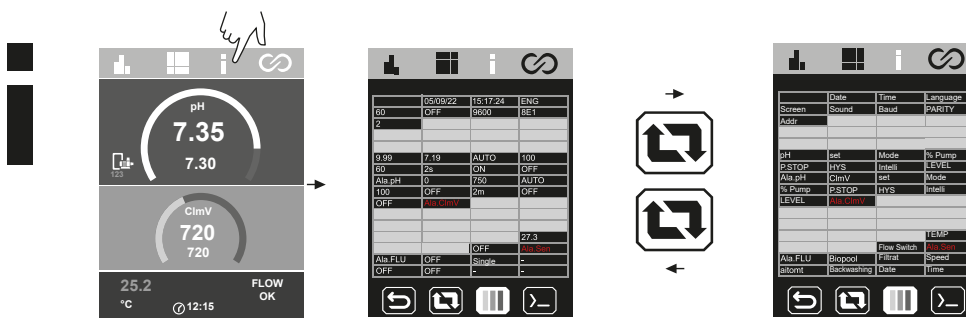 pH
7.35
7.30
123
ClmV
720
720
25.2
°C
12:15
FLOW
OK
05/09/22 15:17:24 ENG
60 OFF 9600 8E1
2
9.99 7.19 AUTO 100
60 2s ON OFF
Ala.pH 0 750 AUTO
100 OFF 2m OFF
OFF Ala.ClmV
27.3
OFF Ala.Sen
Ala.FLU OFF Single -
OFF OFF - -
Date Time Language
Screen Sound Baud PARITY
Addr
pH set Mode % Pump
P.STOP HYS Intelli LEVEL
Ala.pH ClmV set Mode
% Pump P.STOP HYS Intelli
LEVEL Ala.ClmV
TEMP
Flow Switch Ala.Sen
Ala.FLU Biopool Filtrat Speed
aitomt Backwashing Date Time